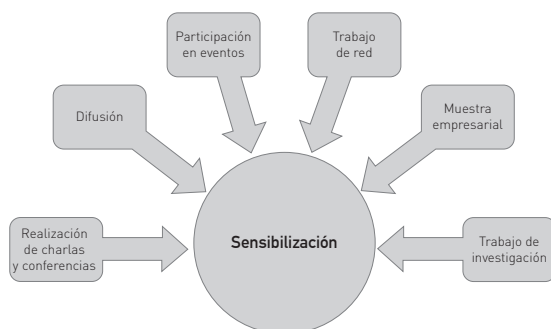 Participación
en eventos
Trabajo
de red
Difusión
Muestra
empresarial
Sensibilización
Realización
de charlas
y conferencias
Trabajo de
investigación